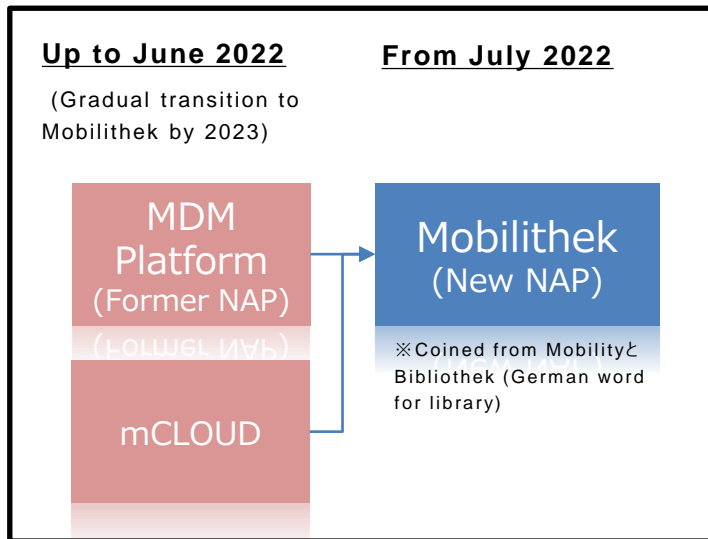 Up to June 2022
(Gradual transition to
Mobilithek by 2023)
From July 2022
MDM
Platform
(Former NAP)
mCLOUD
Mobilithek
(New NAP)
※Coined from Mobilityと
Bibliothek (German word
for library)